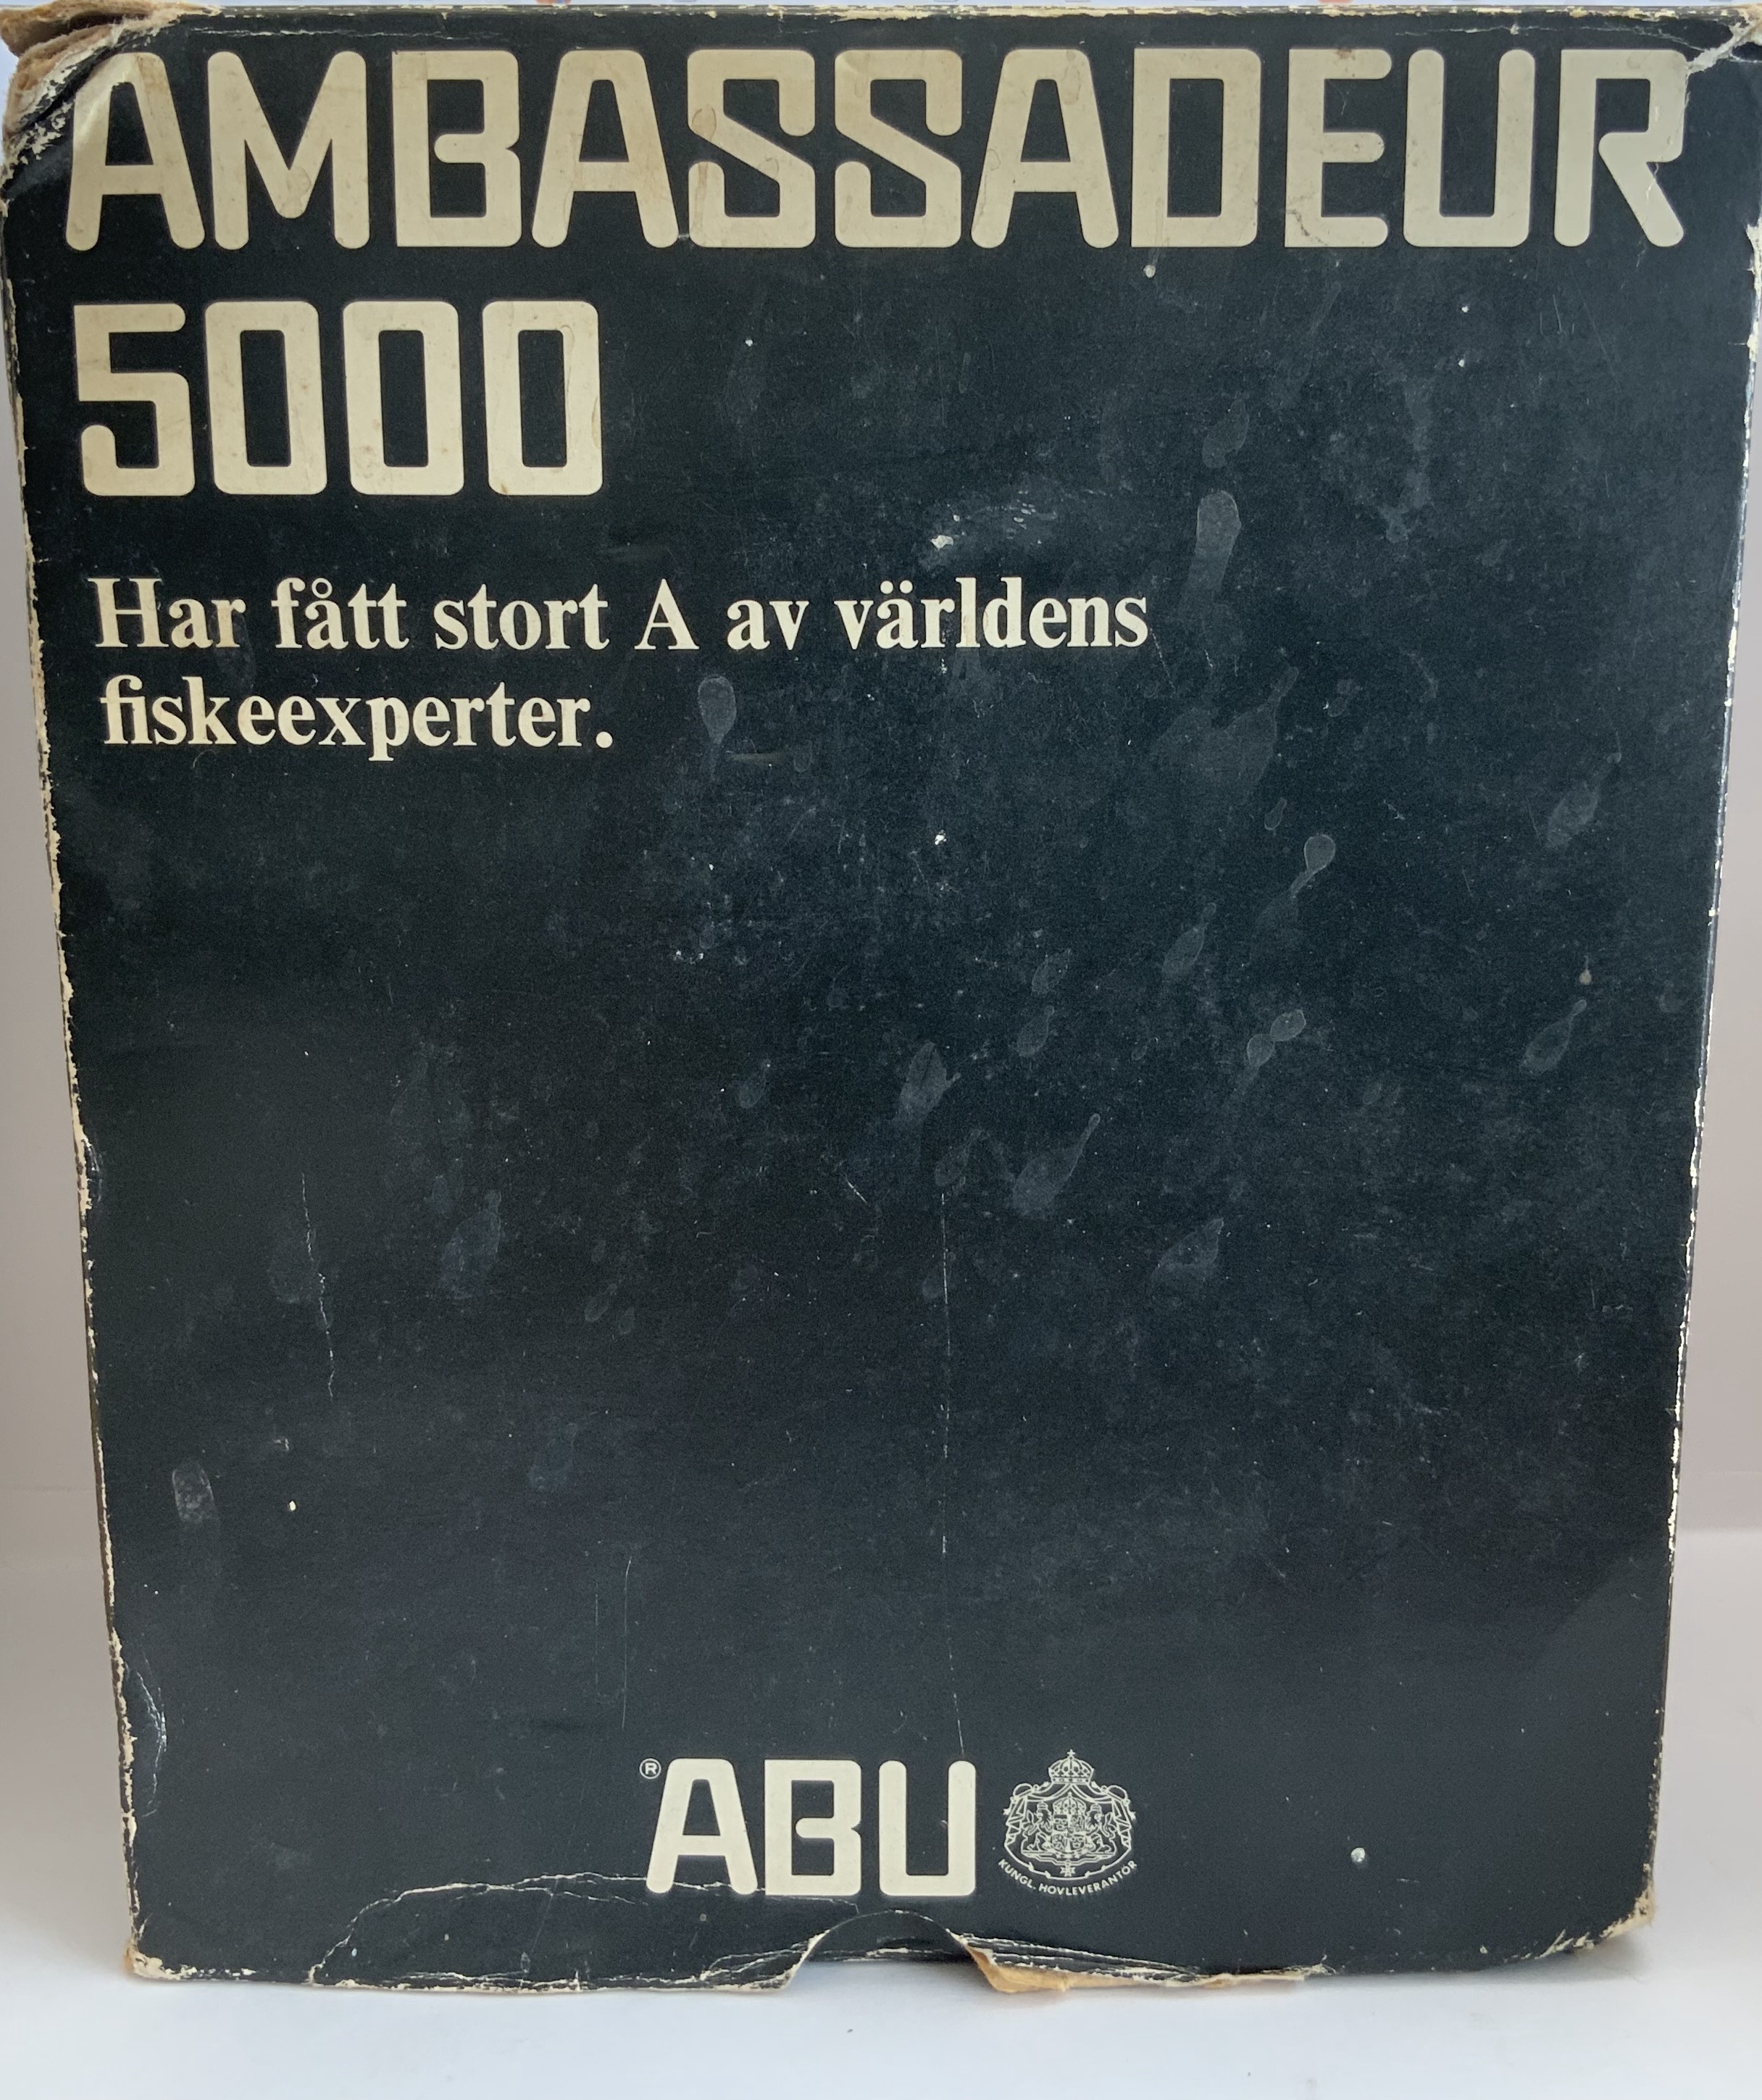 AMBASSADEUR
5000
Har fått stort A av världens
fiskeexperter.
® ABU
KUNGL. HOVLEVERANTÖR